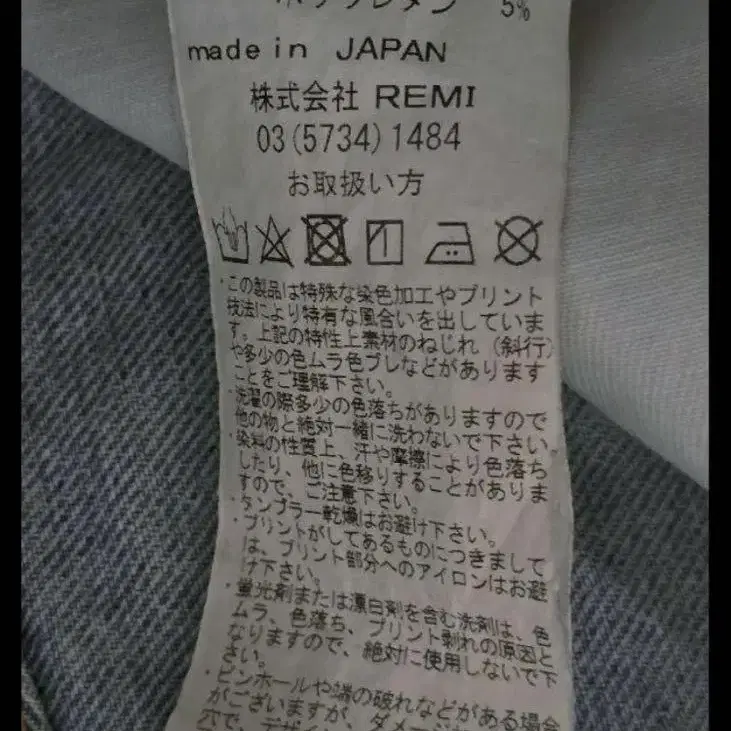 ポリウレタン 5%
made in JAPAN
株式会社 REMI
03(5734)1484
お取扱い方
・この製品は特殊な染色加工やプリント
技法により特有な風合いを出していま
す。上記の特性上素材のねじれ（斜行）
や多少の色ムラ色ブレなどがあります
ことをご理解下さい。
・洗濯の際多少の色落ちがありますので
他の物と絶対一緒に洗わないで下さい。
・染料の性質上、汗や摩擦により色落ち
したり、他に色移りすることがありま
すので、ご注意下さい。
・タンブラー乾燥はお避け下さい。
・プリントがしてあるものにつきまして
は、プリント部分へのアイロンはお避
け下さい。
・蛍光剤または漂白剤を含む洗剤は、色
ムラ、色落ち、プリント剥れの原因と
なりますので、絶対に使用しないで下
さい。
・ピンホールや端の破れなどがある場合
がございますが、ダメージ
穴で、デザイン